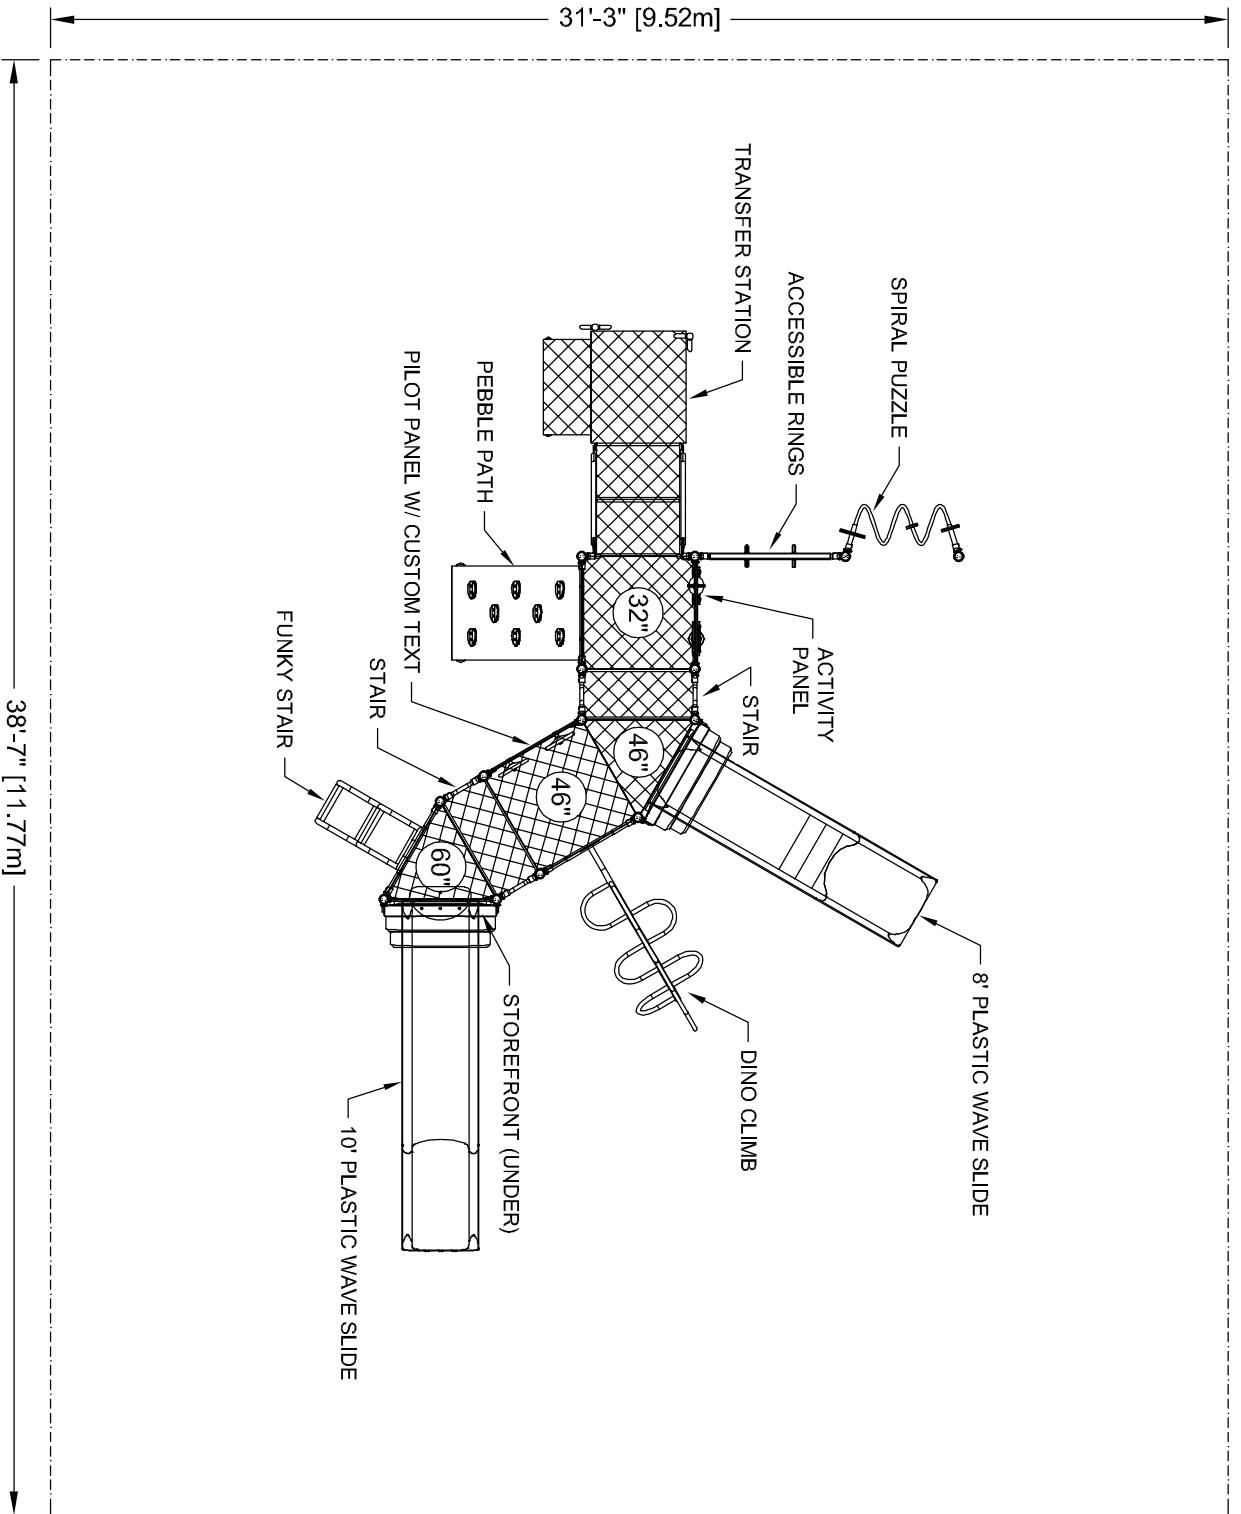 31'-3" [9.52m]
38'-7" [11.77m]
SPIRAL PUZZLE
ACCESSIBLE RINGS
TRANSFER STATION
ACTIVITY
PANEL
STAIR
8' PLASTIC WAVE SLIDE
DINO CLIMB
STOREFRONT (UNDER)
10' PLASTIC WAVE SLIDE
PEBBLE PATH
PILOT PANEL W/ CUSTOM TEXT
STAIR
FUNKY STAIR
32"
46"
46"
60"